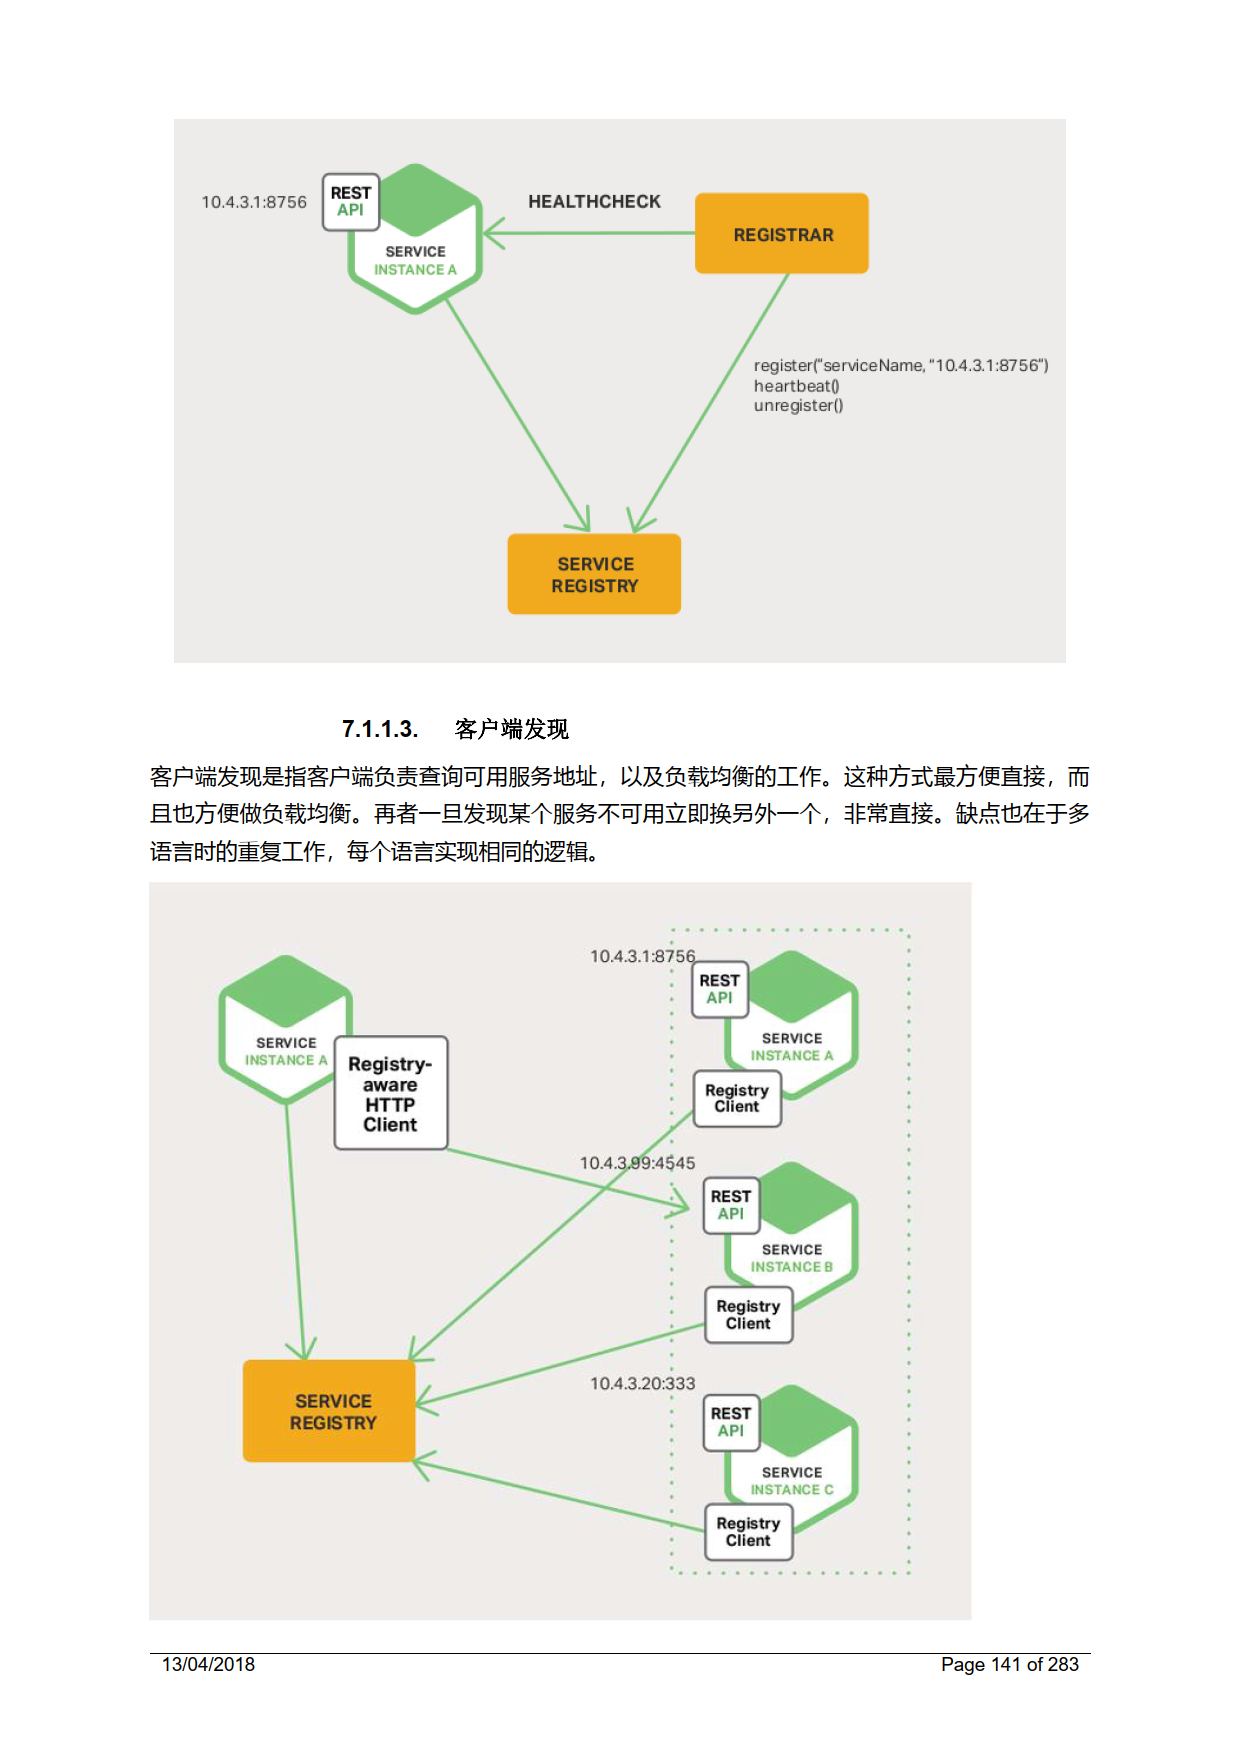 10.4.3.1:8756
REST
API
SERVICE
INSTANCE A
HEALTHCHECK
REGISTRAR
register("serviceName, "10.4.3.1:8756")
heartbeat()
unregister()
SERVICE
REGISTRY
7.1.1.3. 客户端发现
客户端发现是指客户端负责查询可用服务地址，以及负载均衡的工作。这种方式最方便直接，而
且也方便做负载均衡。再者一旦发现某个服务不可用立即换另外一个，非常直接。缺点也在于多
语言时的重复工作，每个语言实现相同的逻辑。
SERVICE
INSTANCE A
Registry-
aware
HTTP
Client
10.4.3.1:8756
REST
API
SERVICE
INSTANCE A
Registry
Client
10.4.3.99:4545
REST
API
SERVICE
INSTANCE B
Registry
Client
SERVICE
REGISTRY
10.4.3.20:333
REST
API
SERVICE
INSTANCE C
Registry
Client
13/04/2018 Page 141 of 283